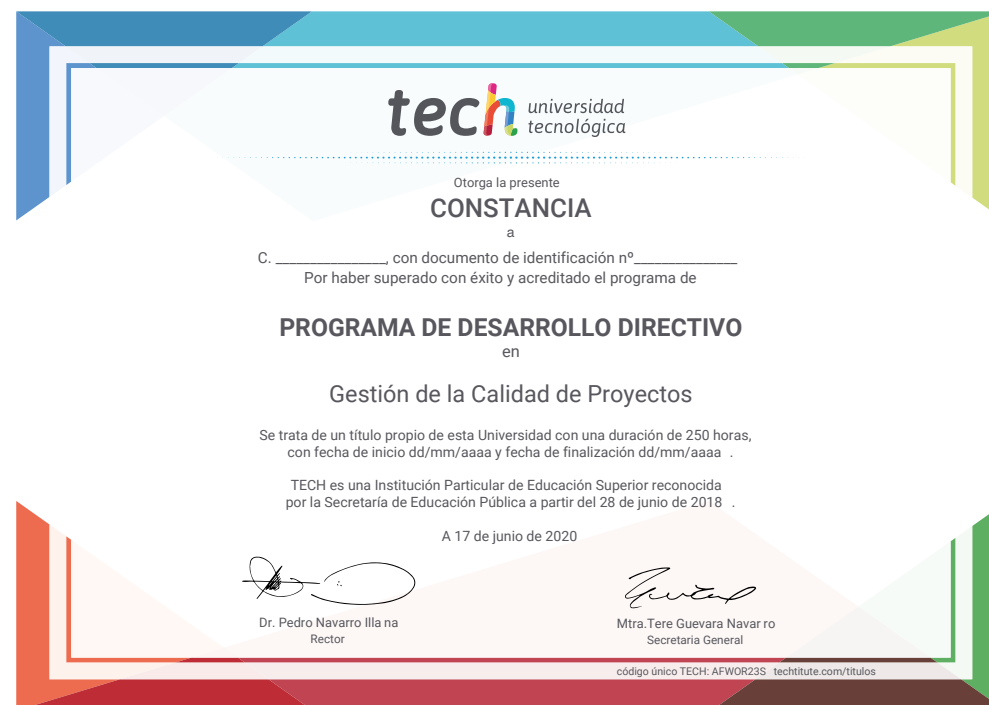 tech universidad
tecnológica
Otorga la presente
CONSTANCIA
a
C. ________________, con documento de identificación nº_______________
Por haber superado con éxito y acreditado el programa de
PROGRAMA DE DESARROLLO DIRECTIVO
en
Gestión de la Calidad de Proyectos
Se trata de un título propio de esta Universidad con una duración de 250 horas,
con fecha de inicio dd/mm/aaaa y fecha de finalización dd/mm/aaaa .
TECH es una Institución Particular de Educación Superior reconocida
por la Secretaría de Educación Pública a partir del 28 de junio de 2018 .
A 17 de junio de 2020
Dr. Pedro Navarro Illa na
Rector
Mtra.Tere Guevara Navar ro
Secretaria General
código único TECH: AFWOR23S techtitute.com/titulos